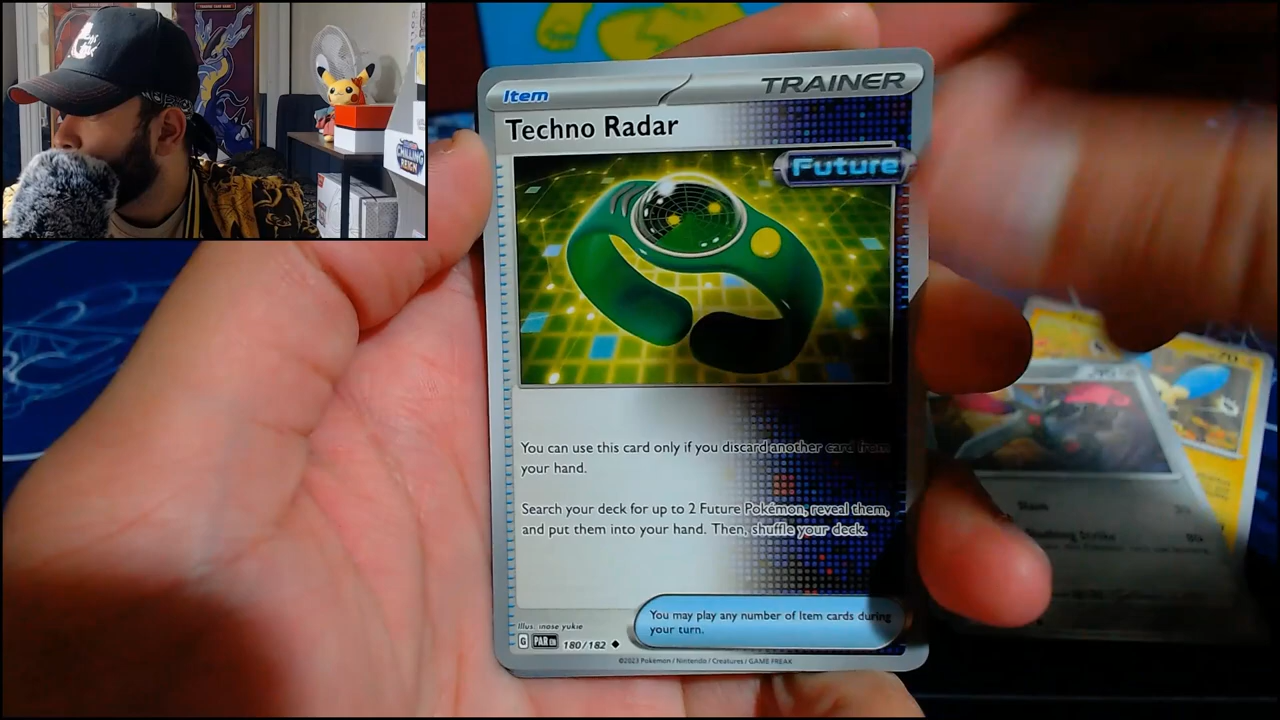 Item
TRAINER
Techno Radar
Future
You can use this card only if you discard another card from
your hand.
Search your deck for up to 2 Future Pokémon, reveal them,
and put them into your hand. Then, shuffle your deck.
You may play any number of Item cards during
your turn.
Illus. inose yukie
G PAR EN 180/182
©2023 Pokémon / Nintendo / Creatures / GAME FREAK
CHILLING
REIGN
Slam